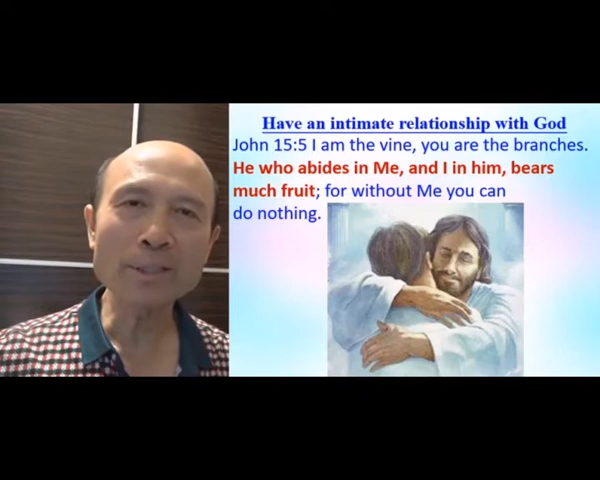 Have an intimate relationship with God
John 15:5 I am the vine, you are the branches.
He who abides in Me, and I in him, bears
much fruit; for without Me you can
do nothing.